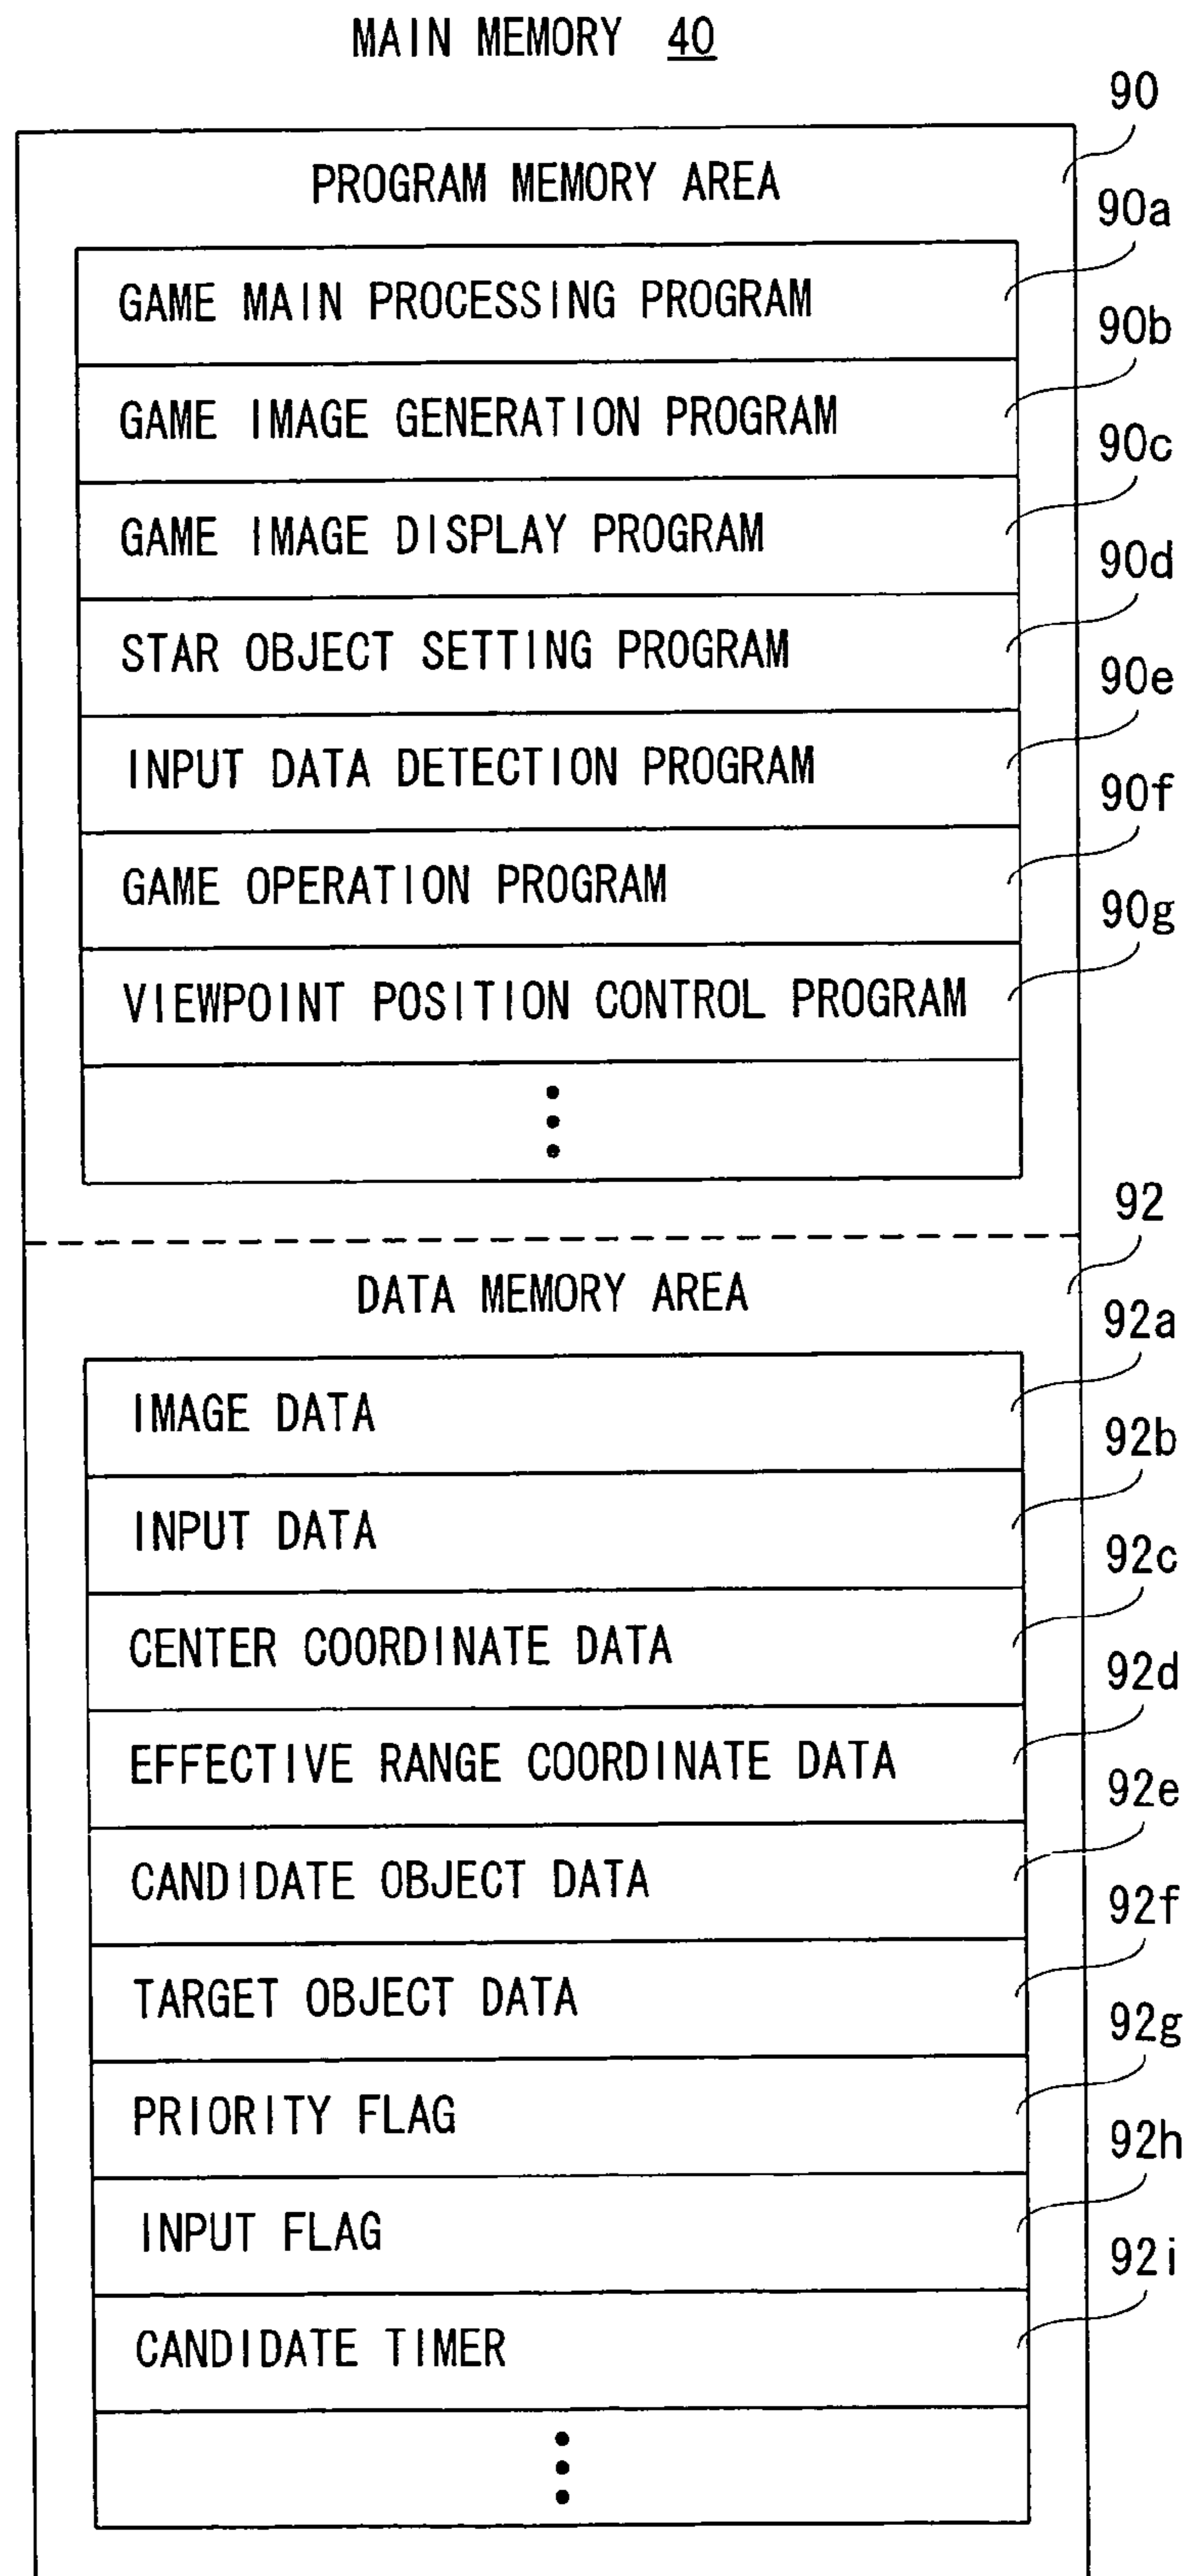 MAIN MEMORY 40
90
PROGRAM MEMORY AREA
90a
GAME MAIN PROCESSING PROGRAM
90b
GAME IMAGE GENERATION PROGRAM
90c
GAME IMAGE DISPLAY PROGRAM
90d
STAR OBJECT SETTING PROGRAM
90e
INPUT DATA DETECTION PROGRAM
90f
GAME OPERATION PROGRAM
90g
VIEWPOINT POSITION CONTROL PROGRAM
92
DATA MEMORY AREA
92a
IMAGE DATA
92b
INPUT DATA
92c
CENTER COORDINATE DATA
92d
EFFECTIVE RANGE COORDINATE DATA
92e
CANDIDATE OBJECT DATA
92f
TARGET OBJECT DATA
92g
PRIORITY FLAG
92h
INPUT FLAG
92i
CANDIDATE TIMER